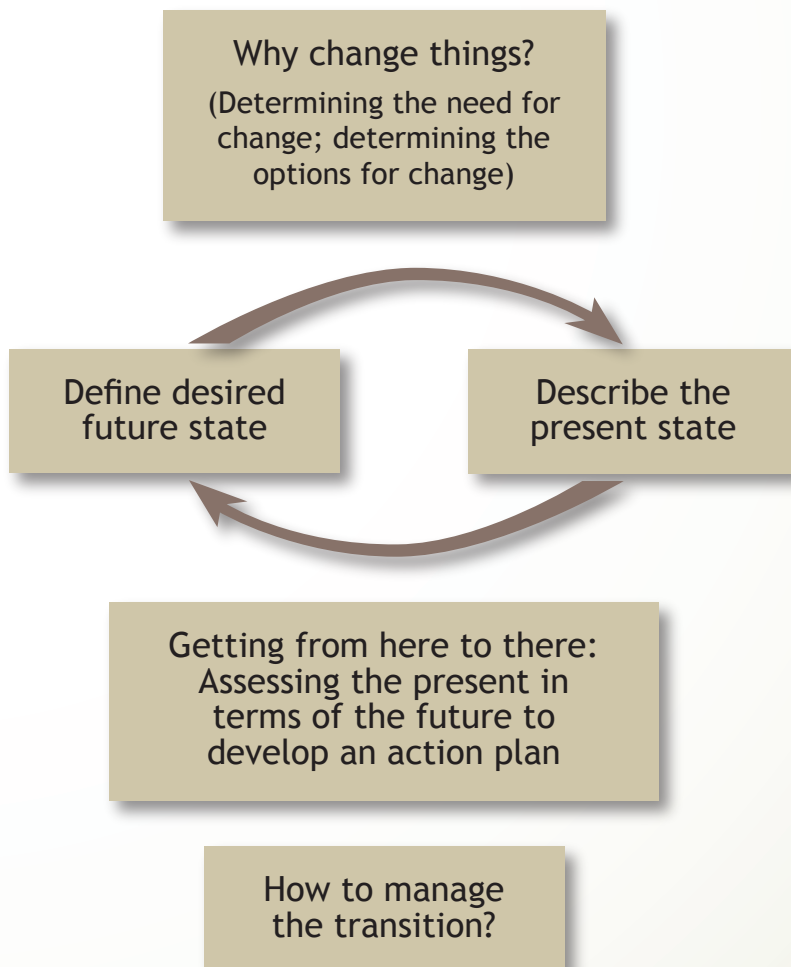 Why change things?
(Determining the need for
change; determining the
options for change)
Define desired
future state
Describe the
present state
Getting from here to there:
Assessing the present in
terms of the future to
develop an action plan
How to manage
the transition?